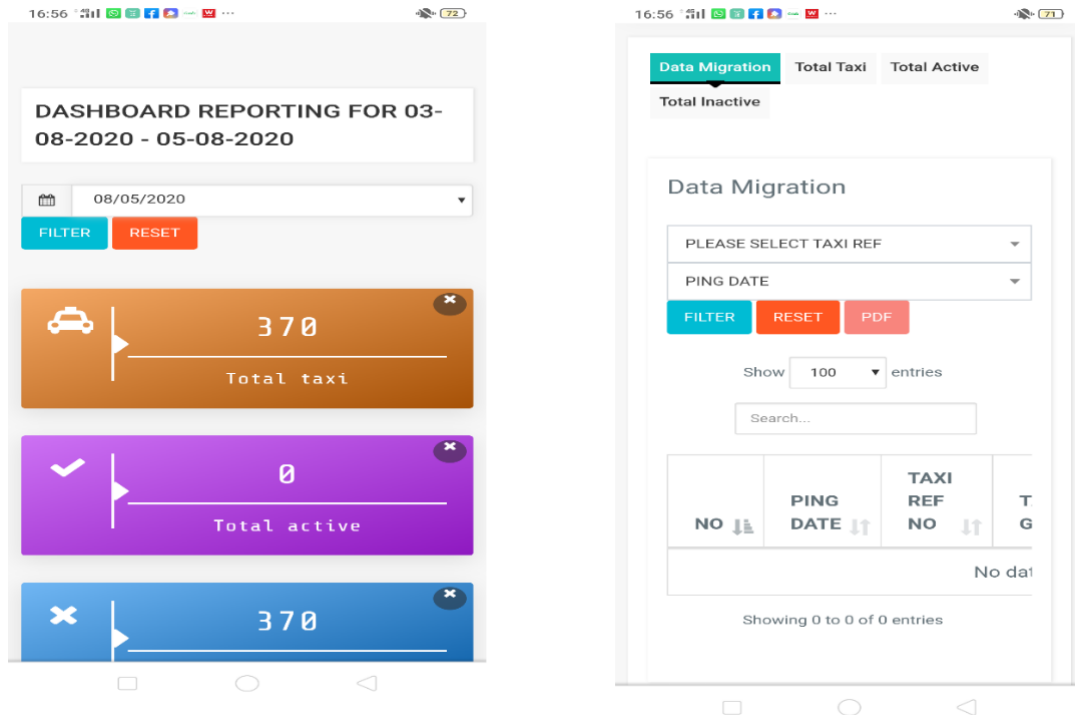 16:56
72
DASHBOARD REPORTING FOR 03-
08-2020 - 05-08-2020
08/05/2020
FILTER RESET
370
Total taxi
0
Total active
370
16:56
71
Data Migration Total Taxi Total Active
Total Inactive
Data Migration
PLEASE SELECT TAXI REF
PING DATE
FILTER RESET PDF
Show 100 entries
Search...
TAXI
PING REF T
NO DATE NO G
No dat
Showing 0 to 0 of 0 entries